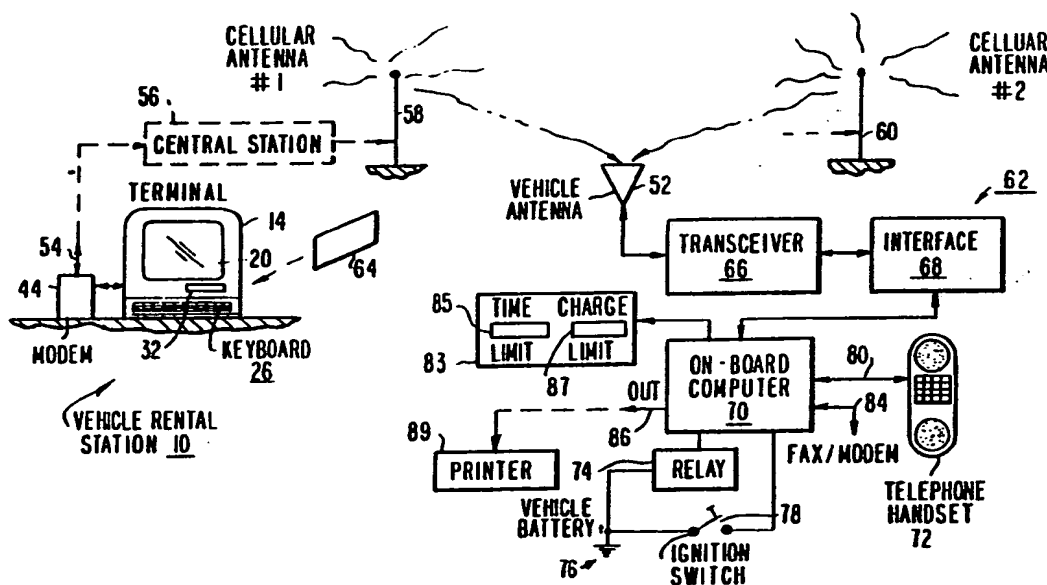 CELLULAR
ANTENNA
#1
CELLUAR
ANTENNA
#2
56
CENTRAL STATION
58
60
TERMINAL
VEHICLE
ANTENNA
52
62
54
14
20
64
44
TRANSCEIVER
66
INTERFACE
68
MODEM
32
KEYBOARD
26
85
TIME
CHARGE
LIMIT
LIMIT
83
87
ON-BOARD
COMPUTER
70
80
84
OUT
86
FAX/MODEM
VEHICLE RENTAL
STATION 10
89
PRINTER
74
RELAY
TELEPHONE
HANDSET
72
VEHICLE
BATTERY
78
76
IGNITION
SWITCH